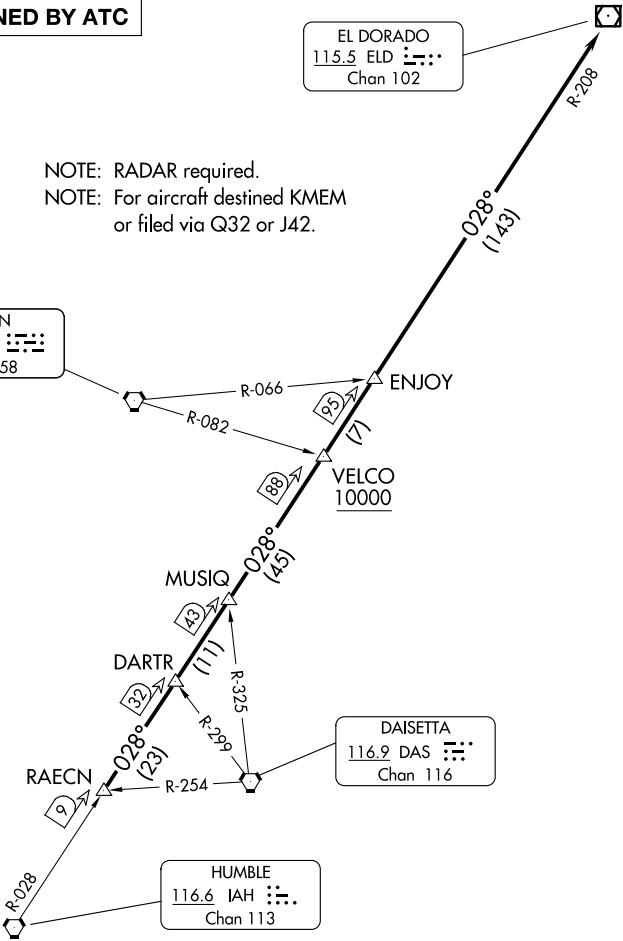 NED BY ATC
EL DORADO
115.5 ELD
Chan 102
R-208
NOTE: RADAR required.
NOTE: For aircraft destined KMEM
or filed via Q32 or J42.
028°
(143)
N
58
R-066
ENJOY
95
R-082
(7)
VELCO
10000
88
028°
(45)
MUSIQ
43
(11)
DARTR
R-325
32
R-299
028°
(23)
DAISETTA
116.9 DAS
Chan 116
RAECN
R-254
9
R-028
HUMBLE
116.6 IAH
Chan 113